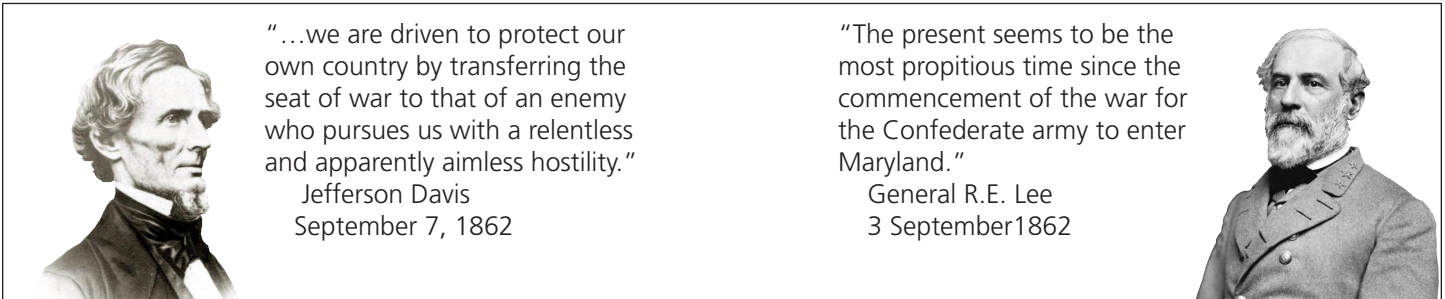 “…we are driven to protect our
own country by transferring the
seat of war to that of an enemy
who pursues us with a relentless
and apparently aimless hostility.”
Jefferson Davis
September 7, 1862
“The present seems to be the
most propitious time since the
commencement of the war for
the Confederate army to enter
Maryland.”
General R.E. Lee
3 September1862